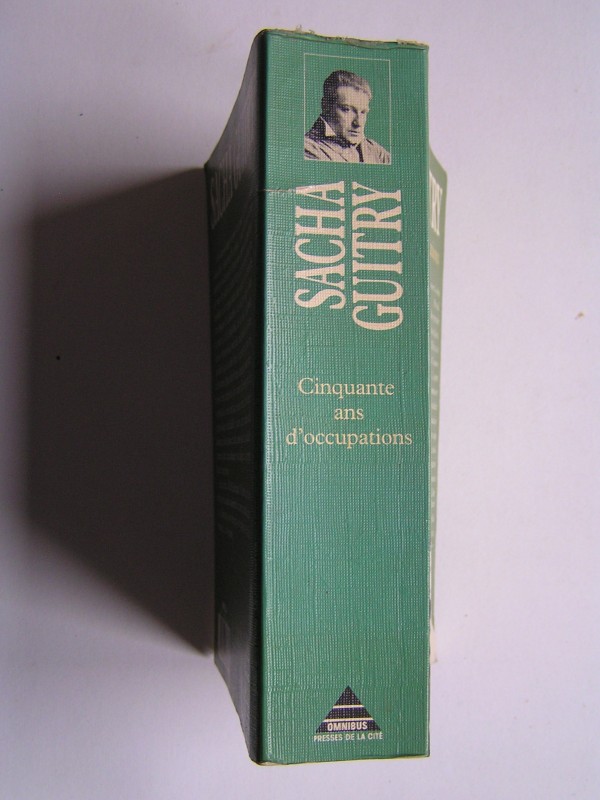 SACHA
GUITRY
Cinquante
ans
d'occupations
OMNIBUS
PRESSES DE LA CITÉ